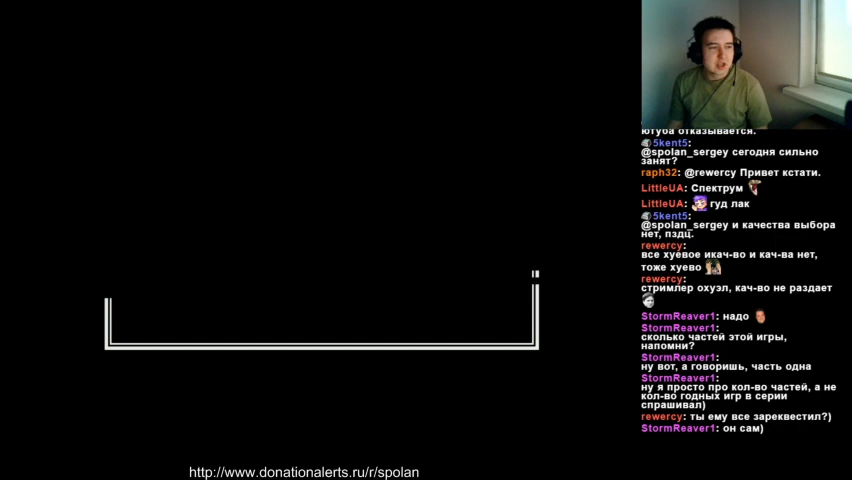 ютуба отказывается.
5kent5:
@spolan_sergey сегодня сильно
занят?
raph32: @rewercy Привет кстати.
LittleUA: Спектрум
LittleUA: гуд лак
5kent5:
@spolan_sergey и качества выбора
нет, пздц.
rewercy:
все хуевое икач-во и кач-ва нет,
тоже хуево
rewercy:
стримлер охуэл, кач-во не раздает
StormReaver1: надо
StormReaver1:
сколько частей этой игры,
напомни?
StormReaver1:
ну вот, а говоришь, часть одна
StormReaver1:
ну я просто про кол-во частей, а не
кол-во годных игр в серии
спрашивал)
rewercy: ты ему все зареквестил?)
StormReaver1: он сам)
http://www.donationalerts.ru/r/spolan